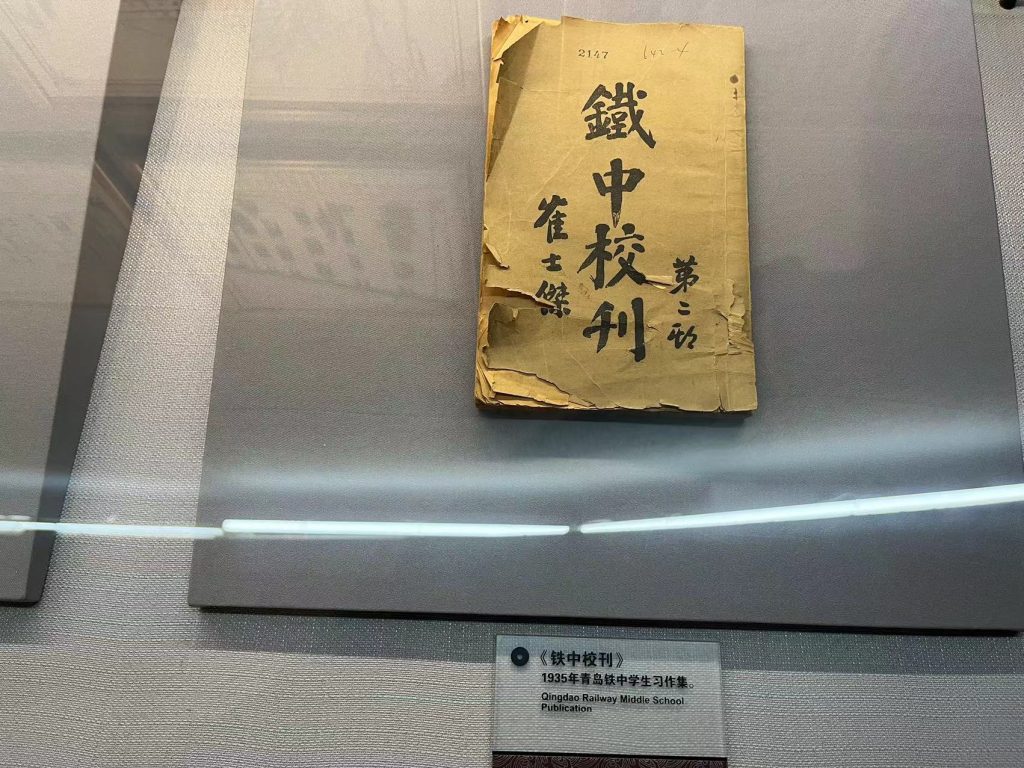 2147
鐵中校刊
第二期
崔士傑
《铁中校刊》
1935年青岛铁中学生习作集。
Qingdao Railway Middle School
Publication